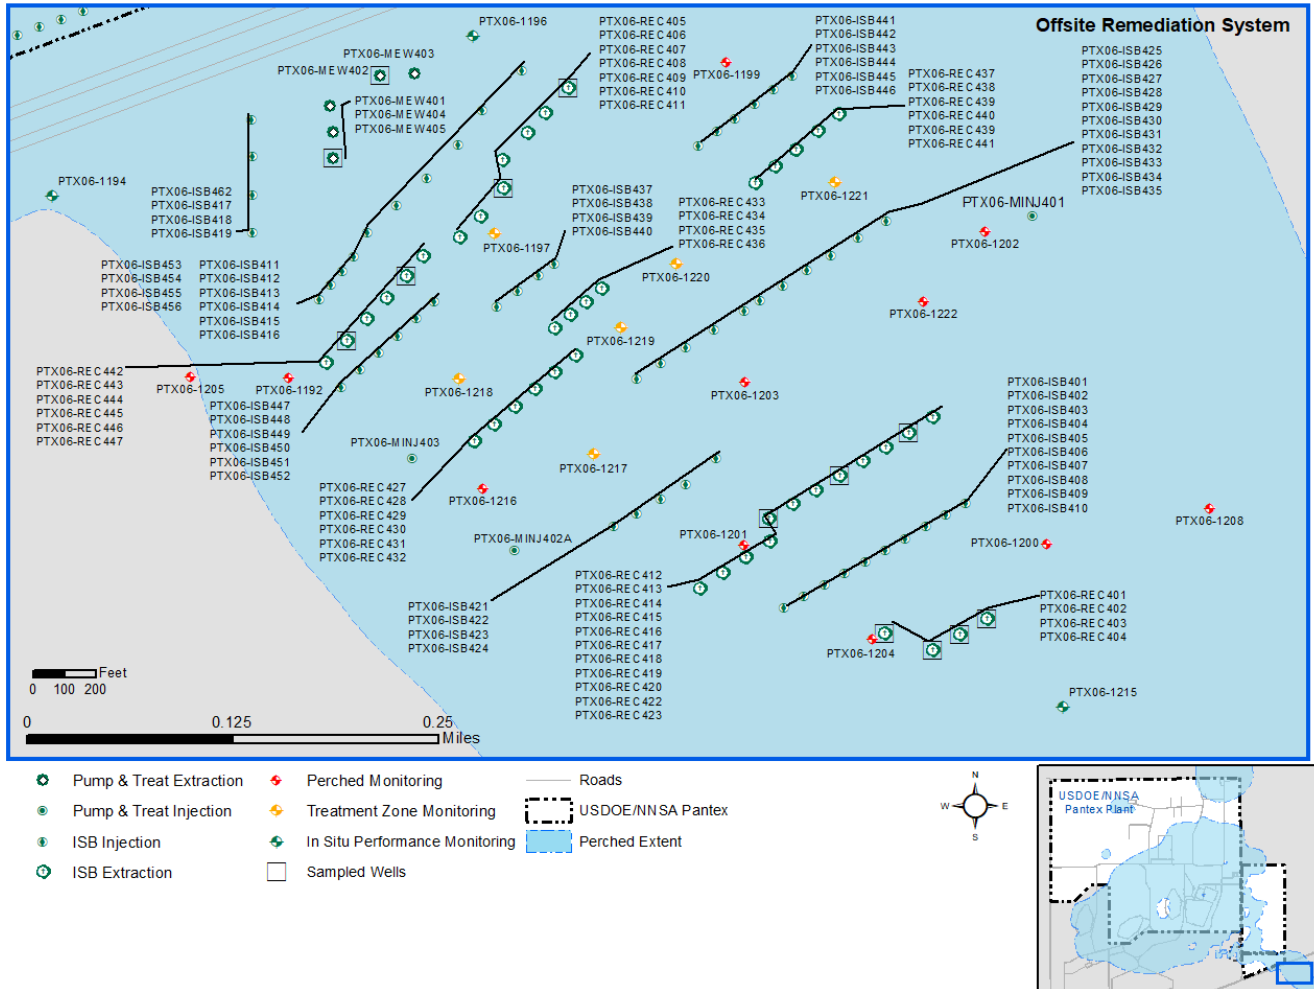 Offsite Remediation System
PTX06-1196
PTX06-MEW403
PTX06-MEW402
PTX06-MEW401
PTX06-MEW404
PTX06-MEW405
PTX06-REC405
PTX06-REC406
PTX06-REC407
PTX06-REC408
PTX06-REC409
PTX06-REC410
PTX06-REC411
PTX06-1199
PTX06-ISB441
PTX06-ISB442
PTX06-ISB443
PTX06-ISB444
PTX06-ISB445
PTX06-ISB446
PTX06-REC437
PTX06-REC438
PTX06-REC439
PTX06-REC440
PTX06-REC439
PTX06-REC441
PTX06-ISB425
PTX06-ISB426
PTX06-ISB427
PTX06-ISB428
PTX06-ISB429
PTX06-ISB430
PTX06-ISB431
PTX06-ISB432
PTX06-ISB433
PTX06-ISB434
PTX06-ISB435
PTX06-1194
PTX06-ISB462
PTX06-ISB417
PTX06-ISB418
PTX06-ISB419
PTX06-ISB437
PTX06-ISB438
PTX06-ISB439
PTX06-ISB440
PTX06-REC433
PTX06-REC434
PTX06-REC435
PTX06-REC436
PTX06-1221
PTX06-MINJ401
PTX06-1202
PTX06-1197
PTX06-1220
PTX06-ISB453
PTX06-ISB454
PTX06-ISB455
PTX06-ISB456
PTX06-ISB411
PTX06-ISB412
PTX06-ISB413
PTX06-ISB414
PTX06-ISB415
PTX06-ISB416
PTX06-1222
PTX06-1219
PTX06-REC442
PTX06-REC443
PTX06-REC444
PTX06-REC445
PTX06-REC446
PTX06-REC447
PTX06-1205
PTX06-1192
PTX06-1218
PTX06-1203
PTX06-ISB447
PTX06-ISB448
PTX06-ISB449
PTX06-ISB450
PTX06-ISB451
PTX06-ISB452
PTX06-MINJ403
PTX06-1217
PTX06-ISB401
PTX06-ISB402
PTX06-ISB403
PTX06-ISB404
PTX06-ISB405
PTX06-ISB406
PTX06-ISB407
PTX06-ISB408
PTX06-ISB409
PTX06-ISB410
PTX06-REC427
PTX06-REC428
PTX06-REC429
PTX06-REC430
PTX06-REC431
PTX06-REC432
PTX06-1216
PTX06-MINJ402A
PTX06-1201
PTX06-1208
PTX06-1200
PTX06-ISB421
PTX06-ISB422
PTX06-ISB423
PTX06-ISB424
PTX06-REC412
PTX06-REC413
PTX06-REC414
PTX06-REC415
PTX06-REC416
PTX06-REC417
PTX06-REC418
PTX06-REC419
PTX06-REC420
PTX06-REC422
PTX06-REC423
PTX06-REC401
PTX06-REC402
PTX06-REC403
PTX06-REC404
PTX06-1204
PTX06-1215
Feet
0 100 200
0 0.125 0.25
Miles
Pump & Treat Extraction
Pump & Treat Injection
ISB Injection
ISB Extraction
Perched Monitoring
Treatment Zone Monitoring
In Situ Performance Monitoring
Sampled Wells
Roads
USDOE/NNSA Pantex
Perched Extent
N
W E
S
USDOE/NNSA
Pantex Plant